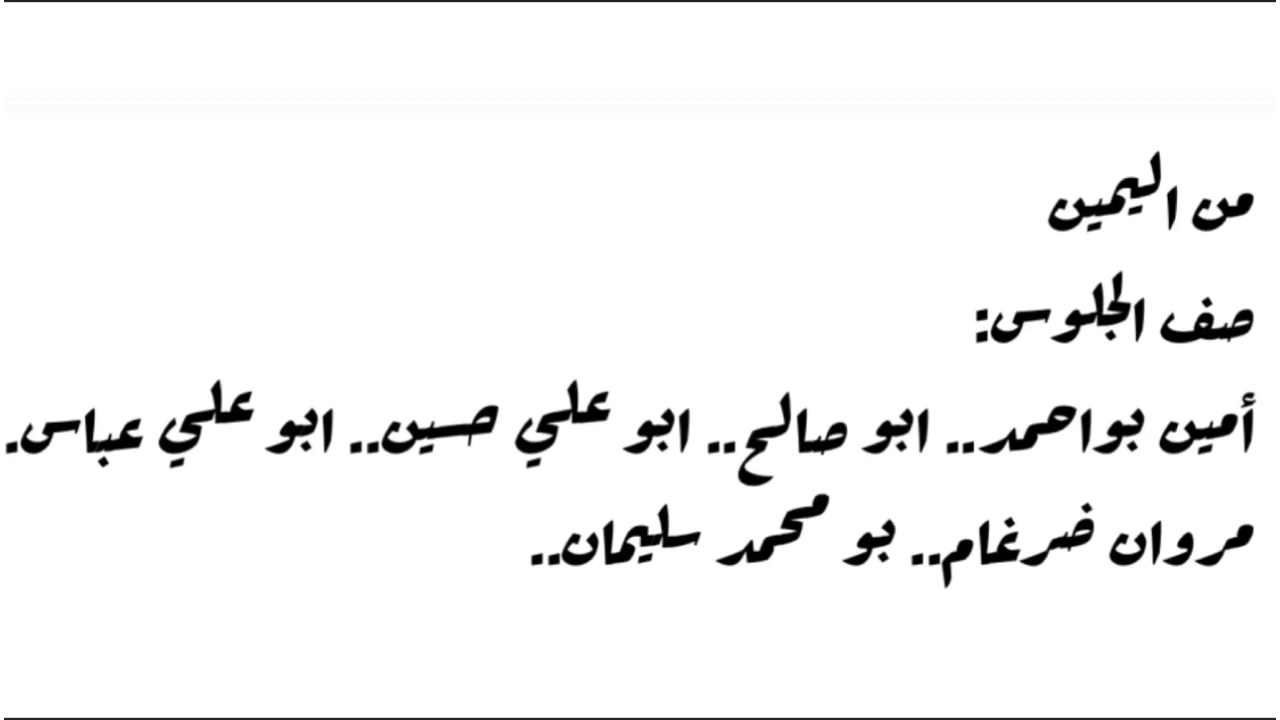 من اليمين
صف الجلوس:
أمين بواحمد.. ابو صالح.. ابو علي حسين.. ابو علي عباس.
مروان ضرغام.. بو محمد سليمان..